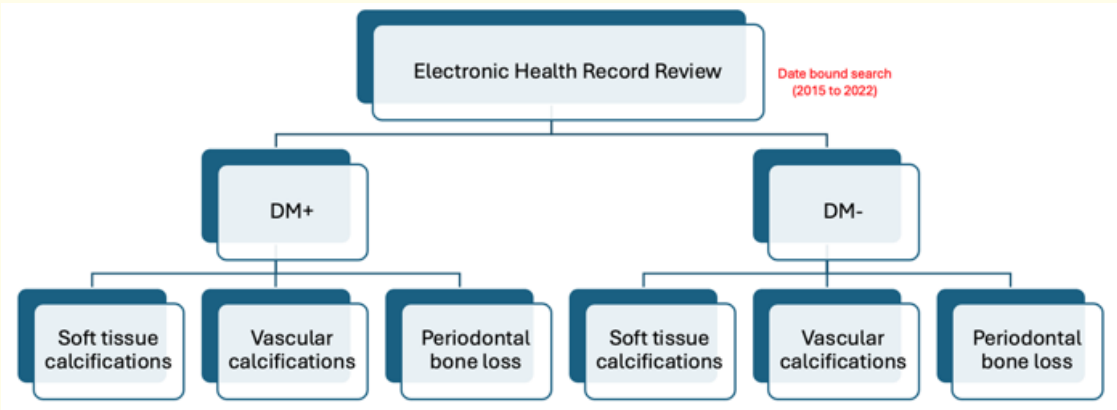 Electronic Health Record Review
Date bound search
(2015 to 2022)
DM+
DM-
Soft tissue
calcifications
Vascular
calcifications
Periodontal
bone loss
Soft tissue
calcifications
Vascular
calcifications
Periodontal
bone loss